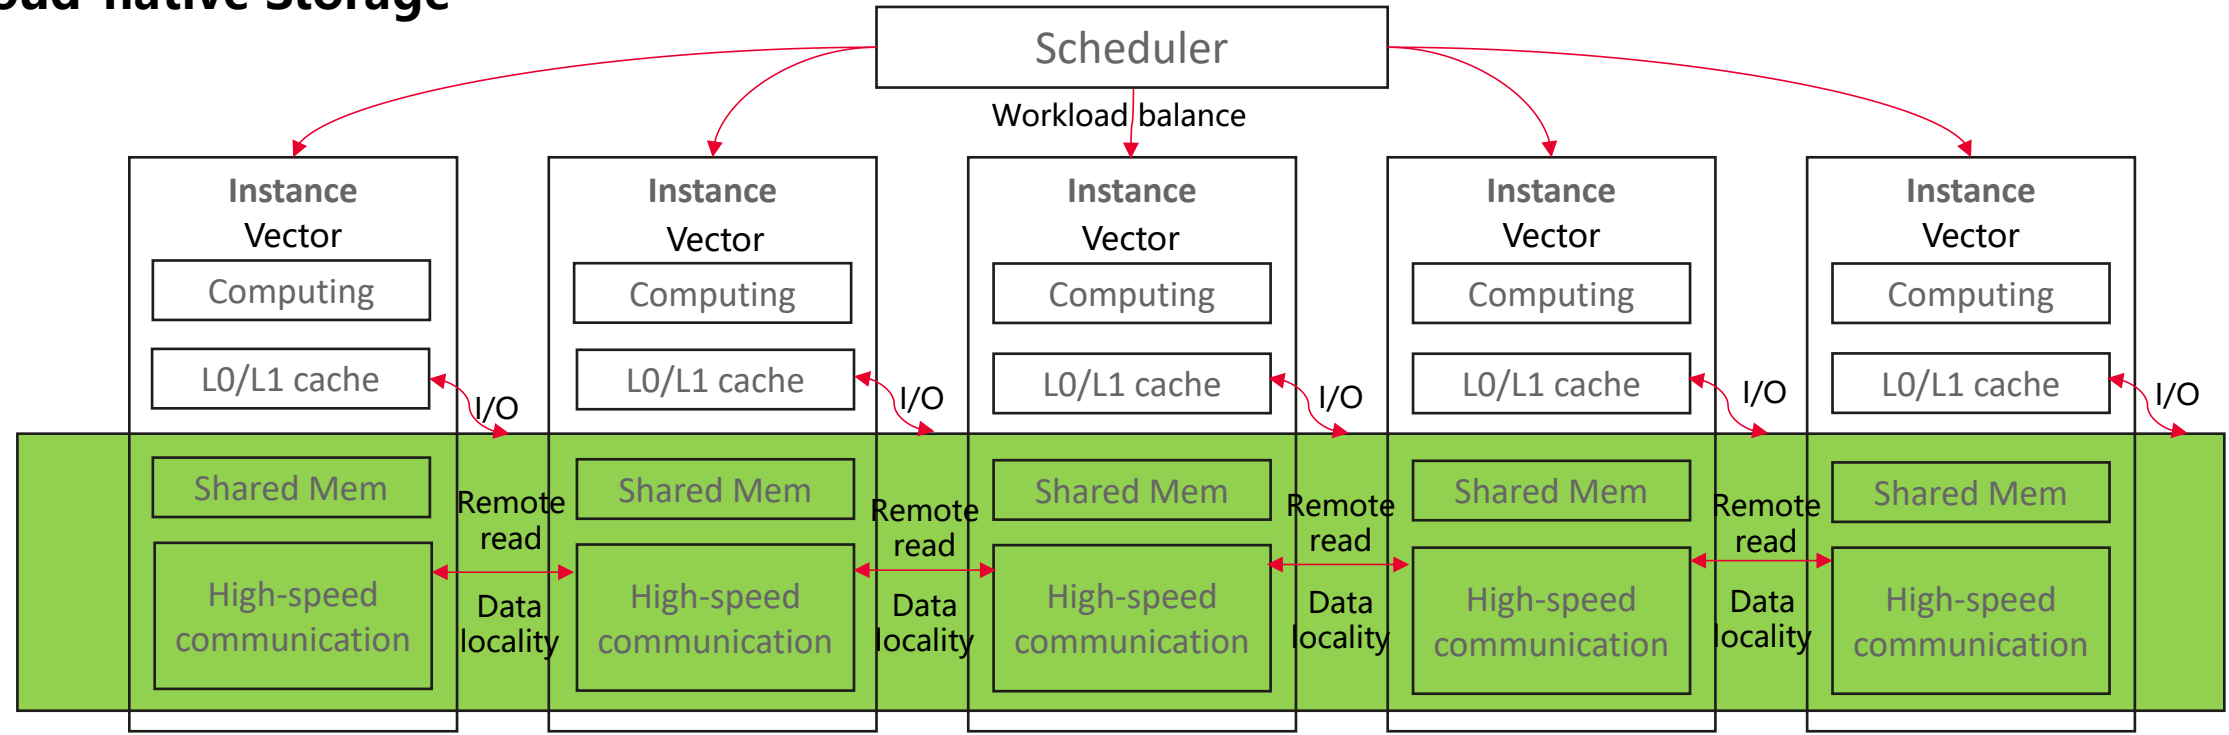 -native Storage
Scheduler
Workload balance
Instance
Vector
Computing
L0/L1 cache
I/O
Shared Mem
High-speed
communication
Remote
read
Data
locality
Instance
Vector
Computing
L0/L1 cache
I/O
Shared Mem
High-speed
communication
Remote
read
Data
locality
Instance
Vector
Computing
L0/L1 cache
I/O
Shared Mem
High-speed
communication
Remote
read
Data
locality
Instance
Vector
Computing
L0/L1 cache
I/O
Shared Mem
High-speed
communication
Remote
read
Data
locality
Instance
Vector
Computing
L0/L1 cache
I/O
Shared Mem
High-speed
communication